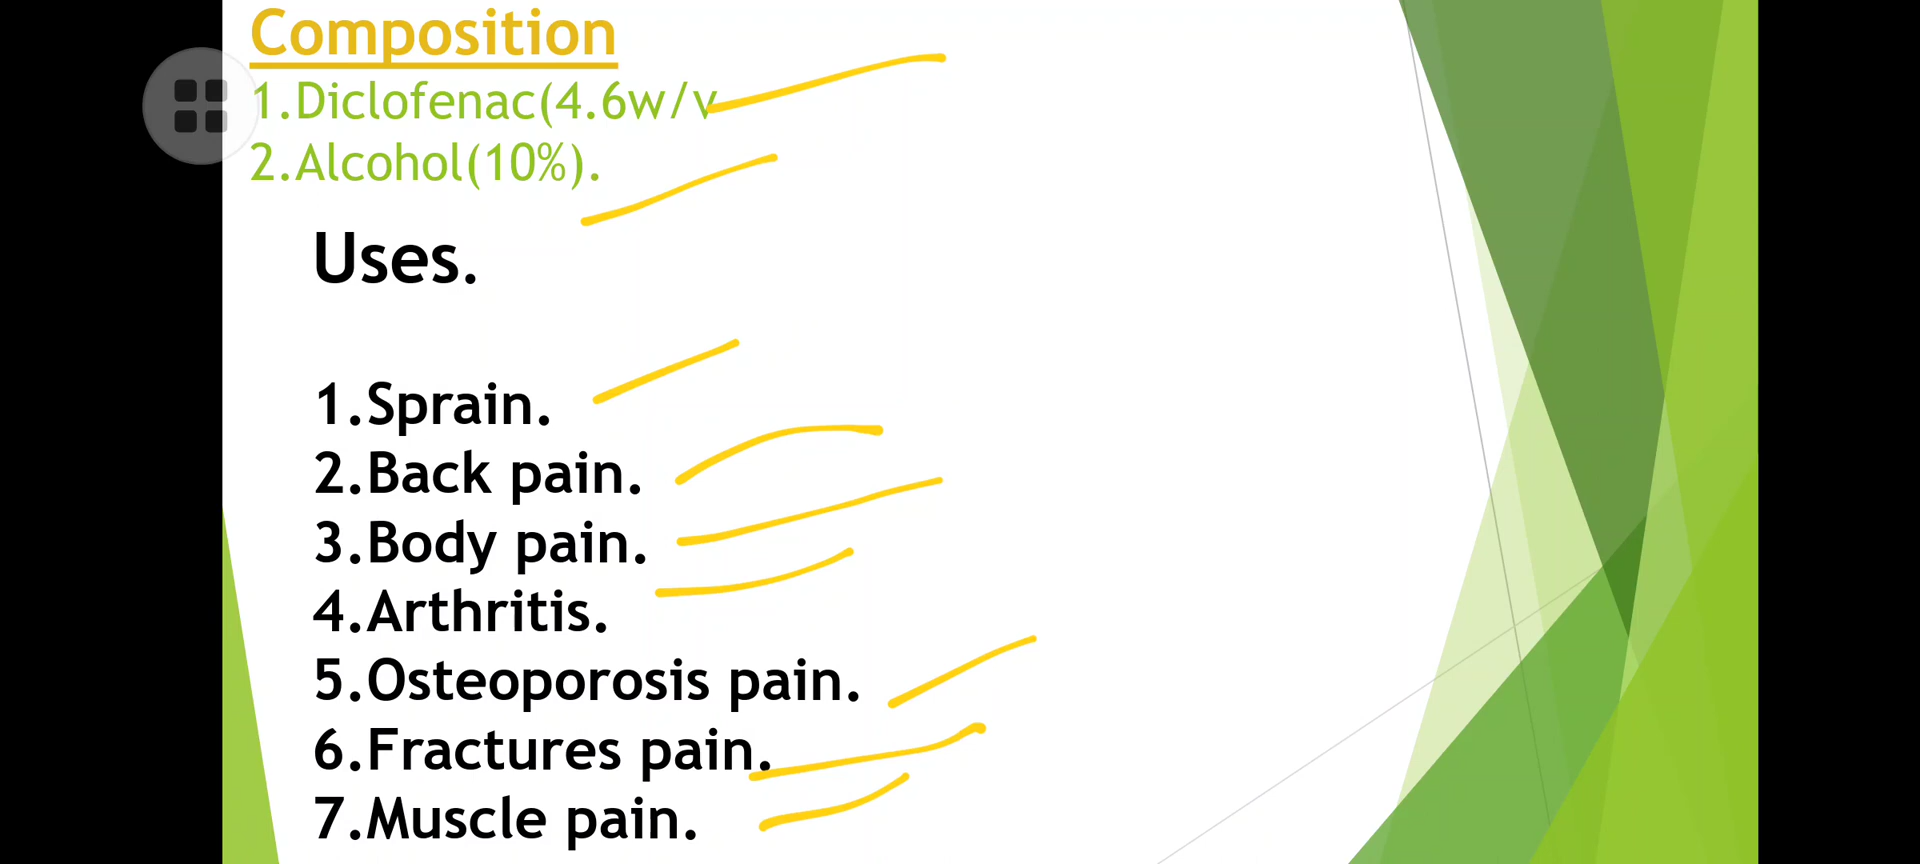 Composition
1.Diclofenac(4.6w/v
2.Alcohol(10%).
Uses.
1.Sprain.
2.Back pain.
3.Body pain.
4.Arthritis.
5.Osteoporosis pain.
6.Fractures pain.
7.Muscle pain.